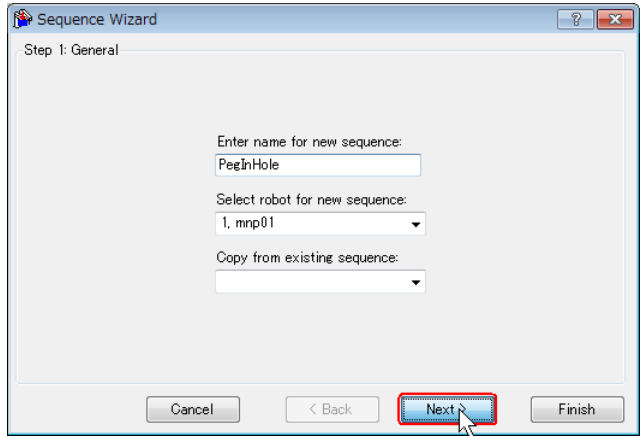 Sequence Wizard
Step 1: General
Enter name for new sequence:
PegInHole
Select robot for new sequence:
1, mnp01
Copy from existing sequence:
Cancel < Back Next > Finish